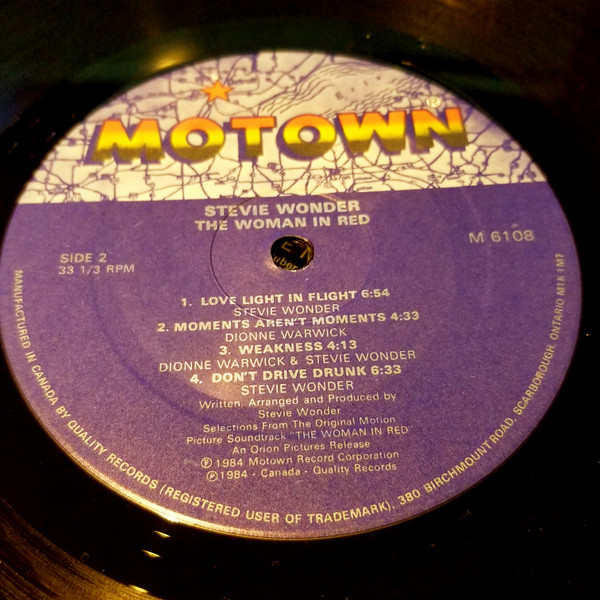 MOTOWN®
STEVIE WONDER
THE WOMAN IN RED
M 6108
SIDE 2
33 1/3 RPM
1. LOVE LIGHT IN FLIGHT 6:54
STEVIE WONDER
2. MOMENTS AREN'T MOMENTS 4:33
DIONNE WARWICK
3. WEAKNESS 4:13
DIONNE WARWICK & STEVIE WONDER
4. DON'T DRIVE DRUNK 6:33
STEVIE WONDER
Written, Arranged and Produced by
Stevie Wonder
Selections From The Original Motion
Picture Soundtrack "THE WOMAN IN RED"
An Orion Pictures Release
℗ 1984 Motown Record Corporation
℗ 1984 - Canada - Quality Records
MANUFACTURED IN CANADA BY QUALITY RECORDS (REGISTERED USER OF TRADEMARK), 380 BIRCHMOUNT ROAD, SCARBOROUGH, ONTARIO M1K 1M7